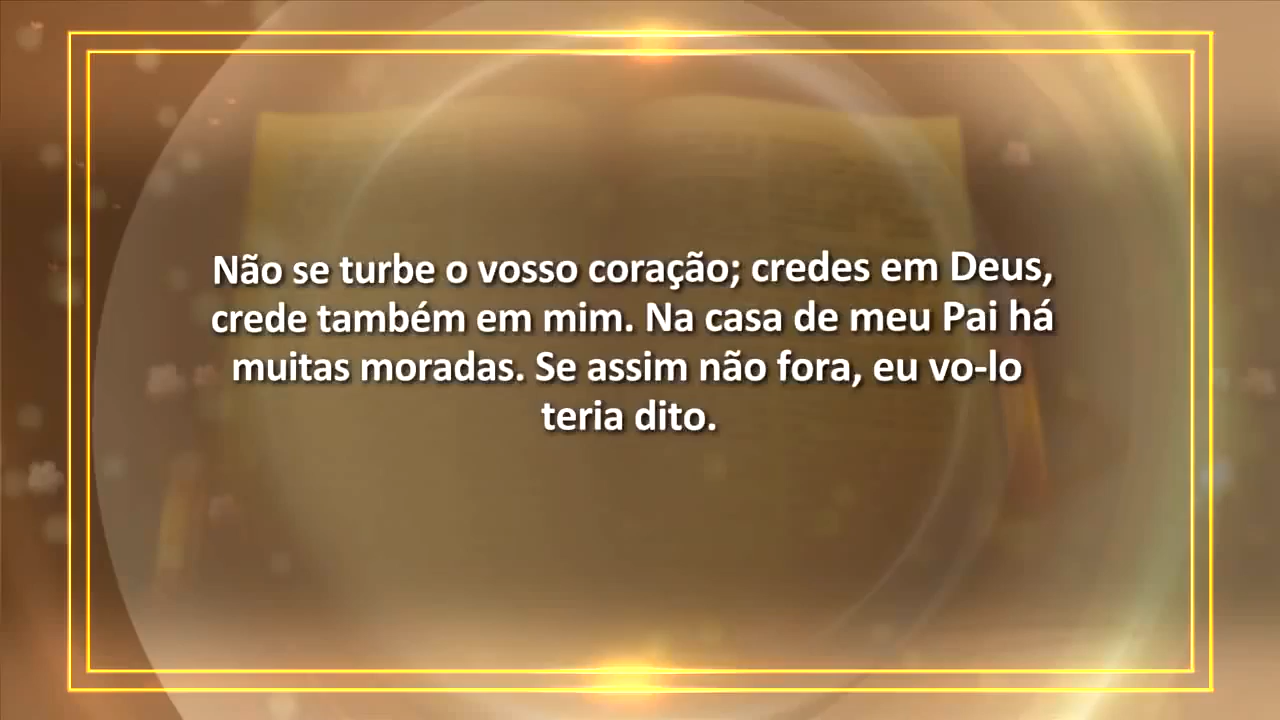 Não se turbe o vosso coração; credes em Deus,
crede também em mim. Na casa de meu Pai há
muitas moradas. Se assim não fora, eu vo-lo
teria dito.